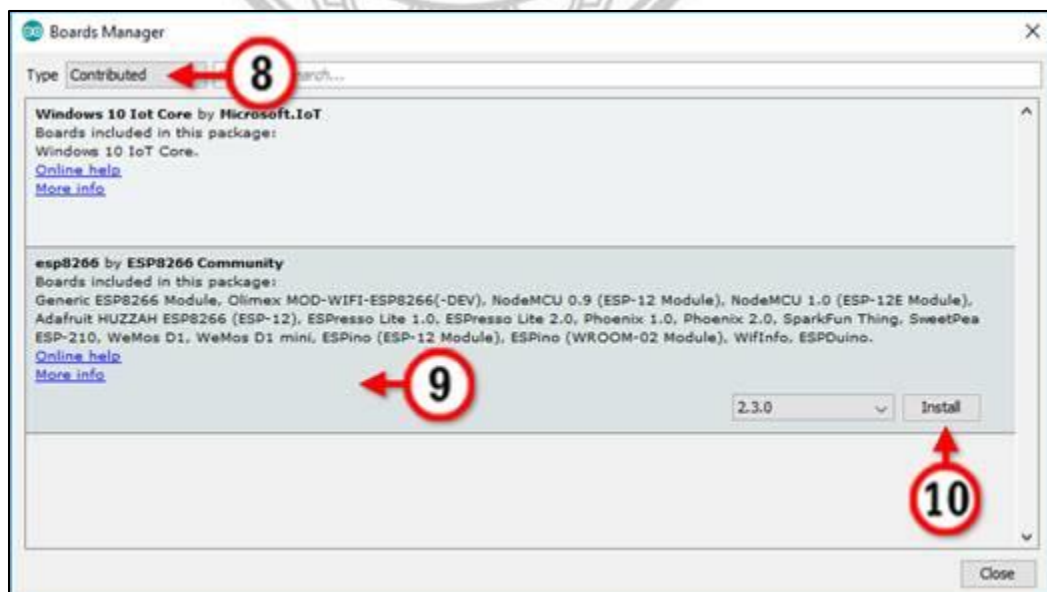 Boards Manager
Type Contributed
8
Windows 10 Iot Core by Microsoft.IoT
Boards included in this package:
Windows 10 IoT Core.
Online help
More info
esp8266 by ESP8266 Community
Boards included in this package:
Generic ESP8266 Module, Olimex MOD-WIFI-ESP8266(-DEV), NodeMCU 0.9 (ESP-12 Module), NodeMCU 1.0 (ESP-12E Module),
Adafruit HUZZAH ESP8266 (ESP-12), ESPresso Lite 1.0, ESPresso Lite 2.0, Phoenix 1.0, Phoenix 2.0, SparkFun Thing, SweetPea
ESP-210, WeMos D1, WeMos D1 mini, ESPino (ESP-12 Module), ESPino (WROOM-02 Module), WifInfo, ESPDuino.
Online help
More info
9
2.3.0 Install
10
Close